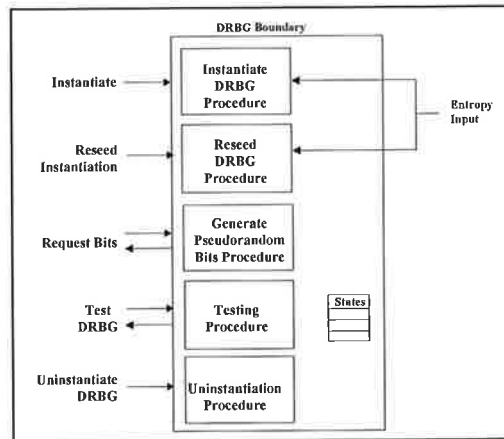 DRBG Boundary
Instantiate
Instantiate
DRBG
Procedure
Entropy
Input
Reseed
Instantiation
Reseed
DRBG
Procedure
Request Bits
Generate
Pseudorandom
Bits Procedure
Test
DRBG
Testing
Procedure
States
Uninstantiate
DRBG
Uninstantiation
Procedure